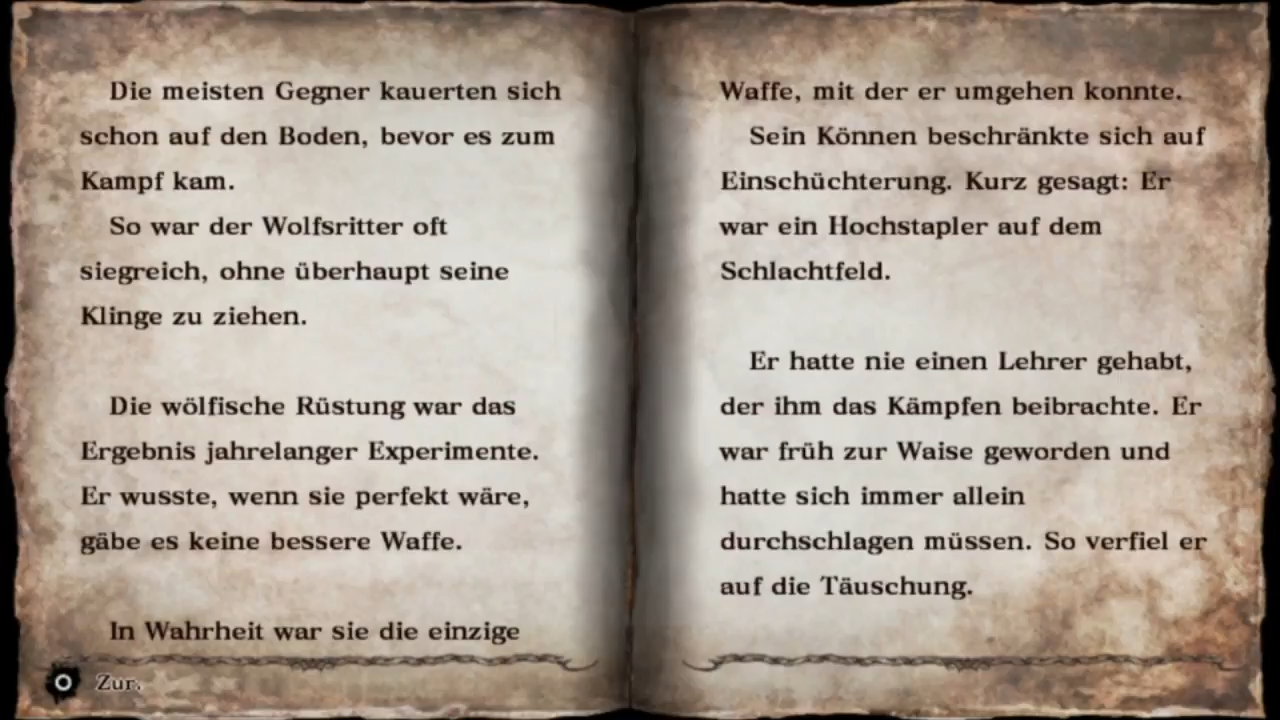 Die meisten Gegner kauerten sich
schon auf den Boden, bevor es zum
Kampf kam.
So war der Wolfsritter oft
siegreich, ohne überhaupt seine
Klinge zu ziehen.
Die wölfische Rüstung war das
Ergebnis jahrelanger Experimente.
Er wusste, wenn sie perfekt wäre,
gäbe es keine bessere Waffe.
In Wahrheit war sie die einzige
Waffe, mit der er umgehen konnte.
Sein Können beschränkte sich auf
Einschüchterung. Kurz gesagt: Er
war ein Hochstapler auf dem
Schlachtfeld.
Er hatte nie einen Lehrer gehabt,
der ihm das Kämpfen beibrachte. Er
war früh zur Waise geworden und
hatte sich immer allein
durchschlagen müssen. So verfiel er
auf die Täuschung.
Zur.